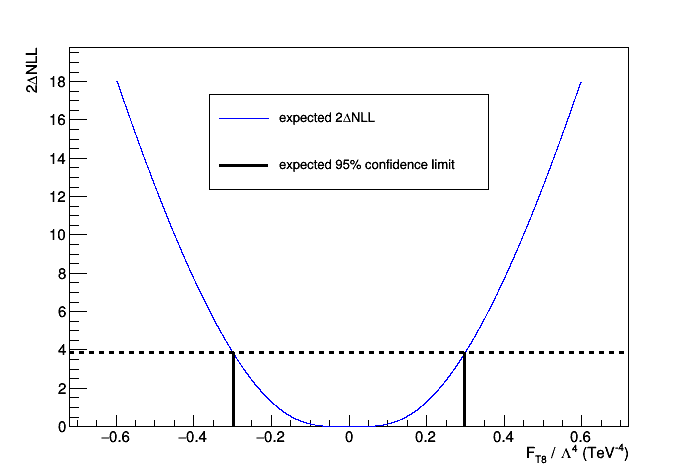 2ΔNLL
18
16
14
12
10
8
6
4
2
0
expected 2ΔNLL
expected 95% confidence limit
−0.6 −0.4 −0.2 0 0.2 0.4 0.6
F_T8 / Λ^4 (TeV^-4)